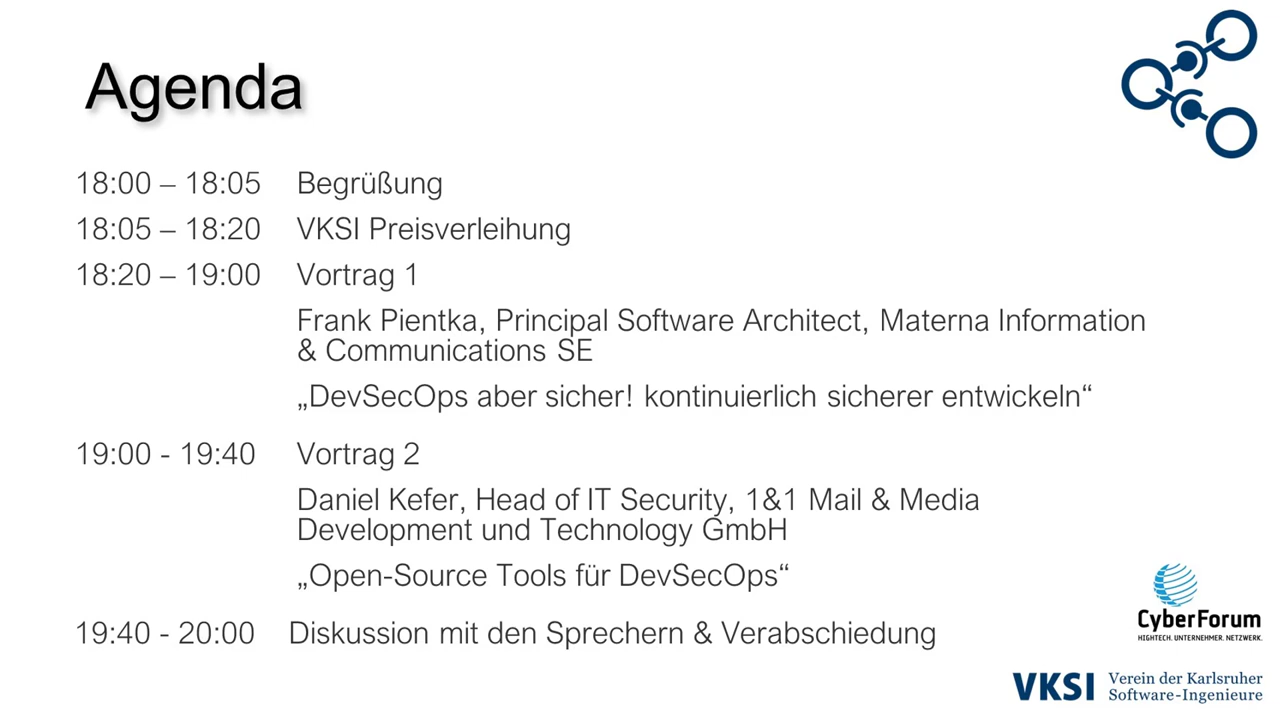 Agenda
18:00 – 18:05 Begrüßung
18:05 – 18:20 VKSI Preisverleihung
18:20 – 19:00 Vortrag 1
Frank Pientka, Principal Software Architect, Materna Information
& Communications SE
„DevSecOps aber sicher! kontinuierlich sicherer entwickeln“
19:00 - 19:40 Vortrag 2
Daniel Kefer, Head of IT Security, 1&1 Mail & Media
Development und Technology GmbH
„Open-Source Tools für DevSecOps“
19:40 - 20:00 Diskussion mit den Sprechern & Verabschiedung
CyberForum
HIGHTECH. UNTERNEHMER. NETZWERK.
VKSI Verein der Karlsruher
Software-Ingenieure